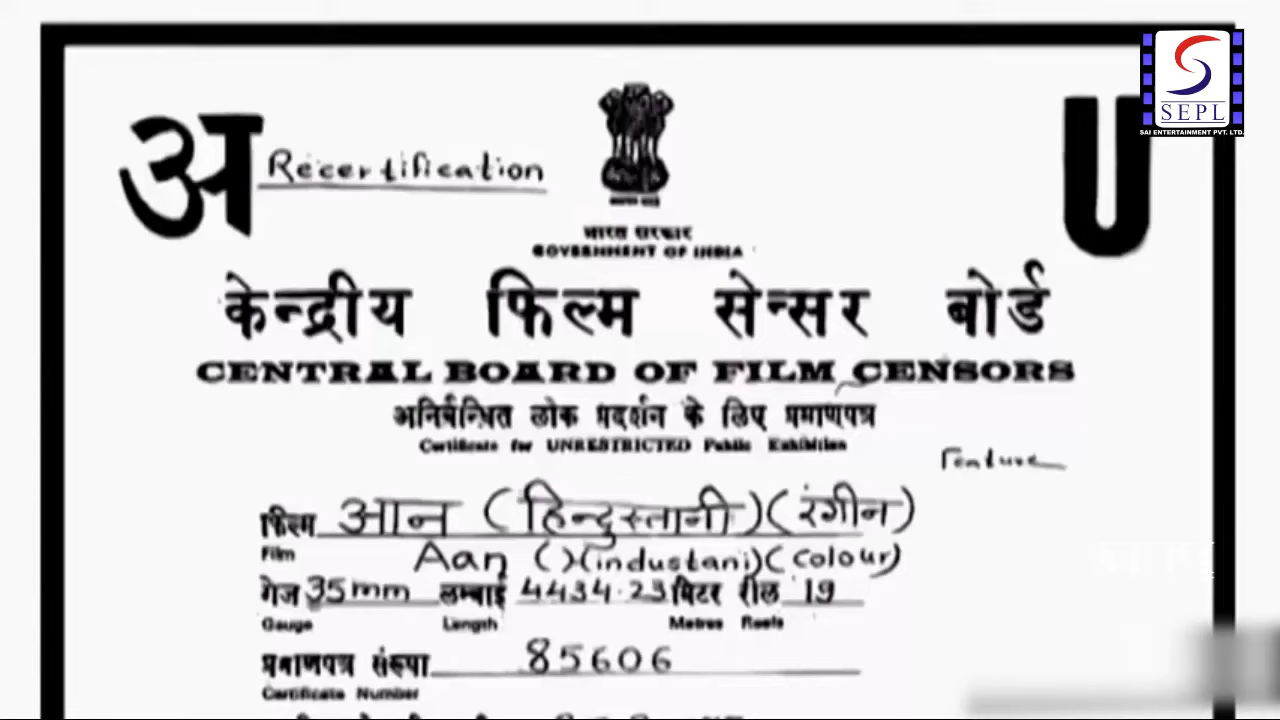 SEPL
SAI ENTERTAINMENT PVT. LTD.
अ Recertification U
भारत सरकार
GOVERNMENT OF INDIA
केन्द्रीय फिल्म सेन्सर बोर्ड
CENTRAL BOARD OF FILM CENSORS
अनिर्बन्धित लोक प्रदर्शन के लिए प्रमाणपत्र
Certificate for UNRESTRICTED Public Exhibition
Feature
फिल्म आन (हिन्दुस्तानी) (रंगीन)
Film Aan (Hindustani) (Colour)
गेज 35mm लम्बाई 4434.23 मिटर रील 19
Gauge Length Metres Reels
प्रमाणपत्र संख्या 85606
Certificate Number